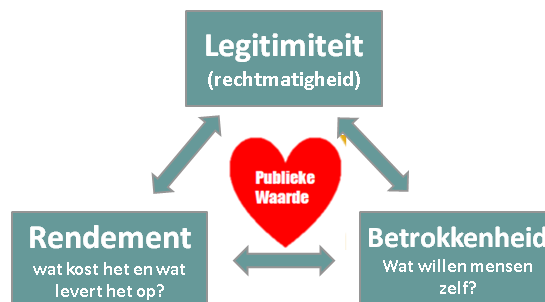 Legitimiteit
(rechtmatigheid)
Publieke
Waarde
Rendement
wat kost het en wat
levert het op?
Betrokkenheid
Wat willen mensen
zelf?